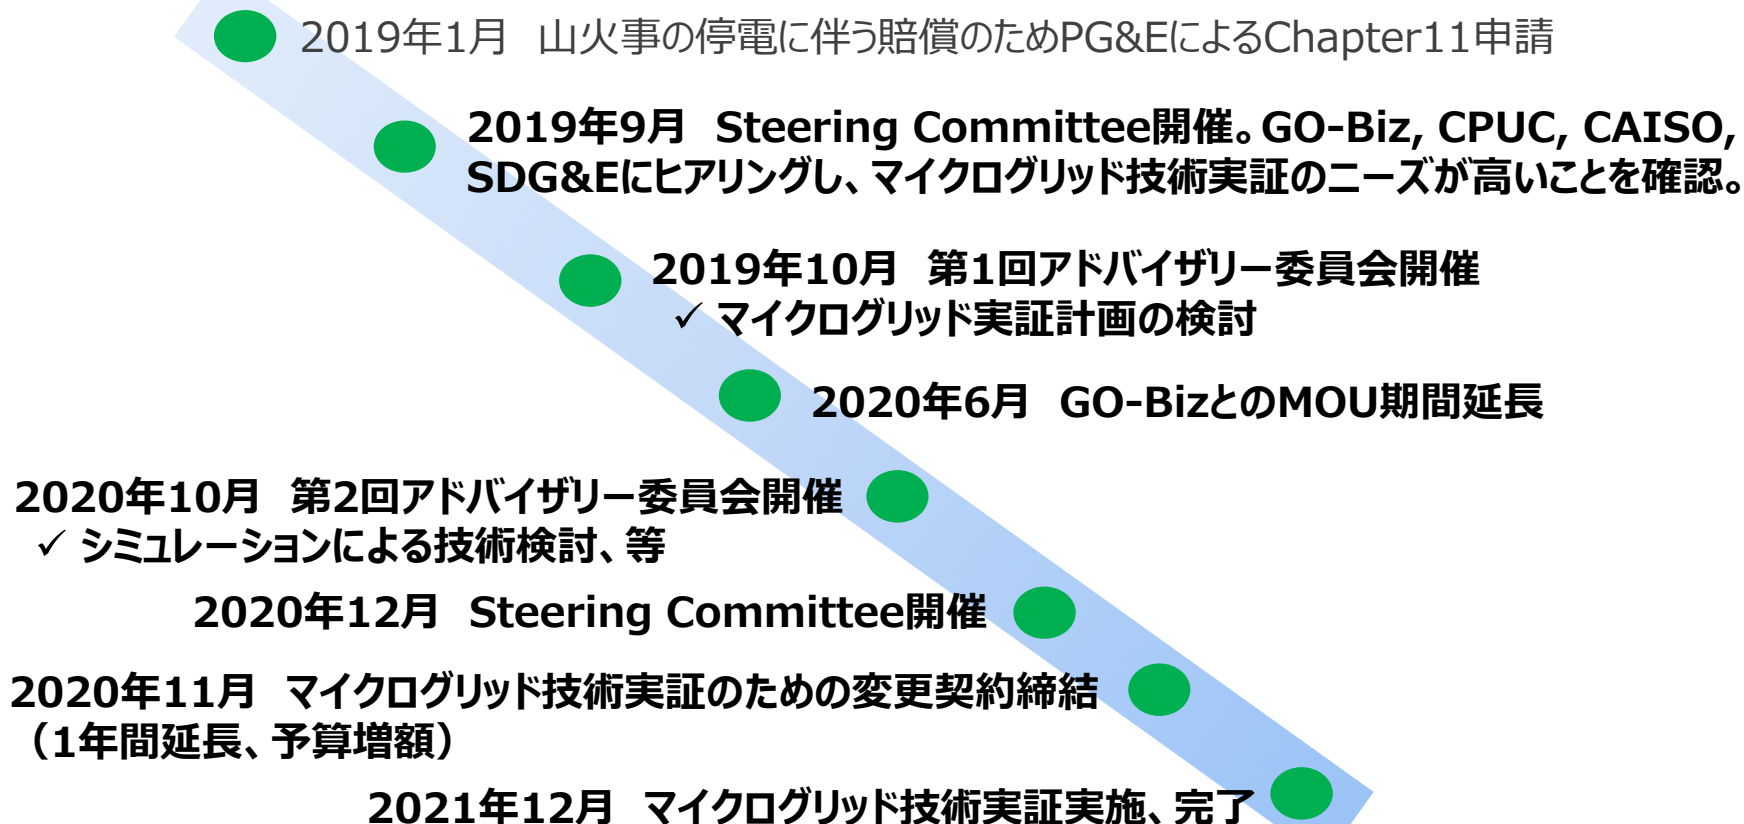 2019年1月 山火事の停電に伴う賠償のためPG&EによるChapter11申請
2019年9月 Steering Committee開催。GO-Biz, CPUC, CAISO,
SDG&Eにヒアリングし、マイクログリッド技術実証のニーズが高いことを確認。
2019年10月 第1回アドバイザリー委員会開催
✓ マイクログリッド実証計画の検討
2020年6月 GO-BizとのMOU期間延長
2020年10月 第2回アドバイザリー委員会開催
✓ シミュレーションによる技術検討、等
2020年12月 Steering Committee開催
2020年11月 マイクログリッド技術実証のための変更契約締結
（1年間延長、予算増額）
2021年12月 マイクログリッド技術実証実施、完了